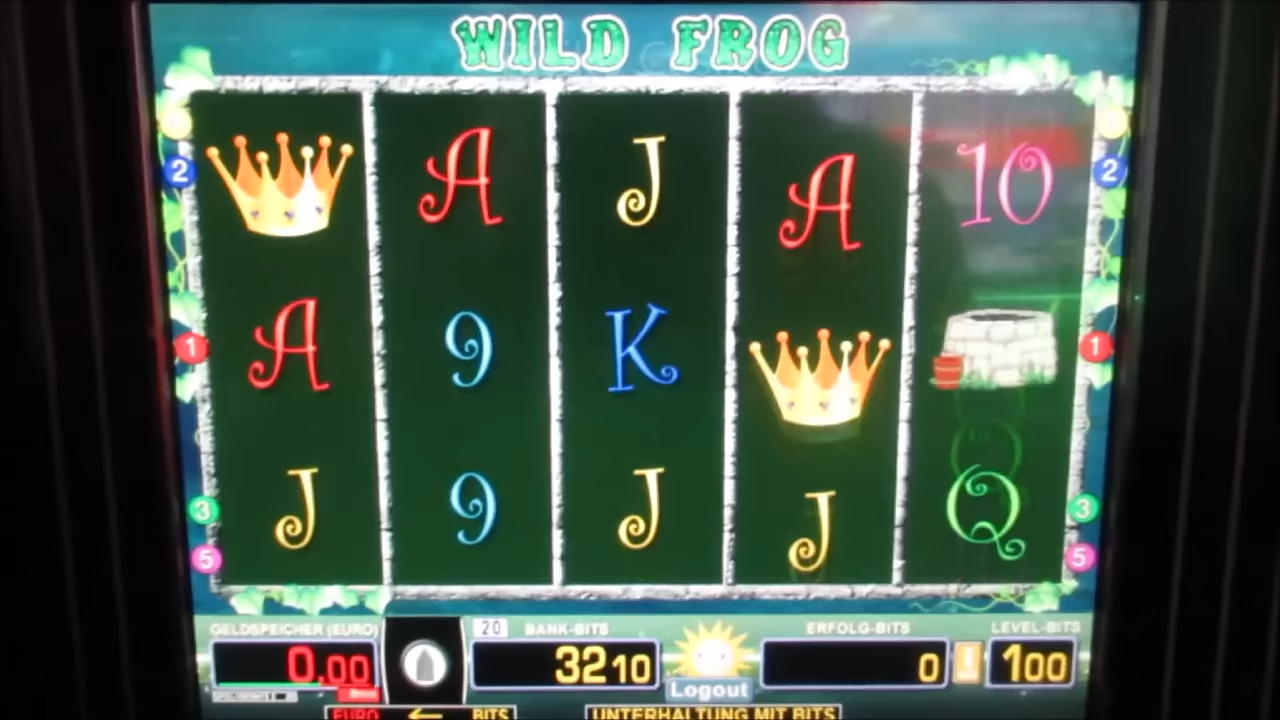 WILD FROG
A J A 10
2 2
A 9 K
1 1
J 9 J J Q
3 3
5 5
GELDSPEICHER (EURO) 20 BANK-BITS ERFOLG-BITS LEVEL-BITS
0,00 3210 0 100
Logout
EURO BITS UNTERHALTUNG MIT BITS